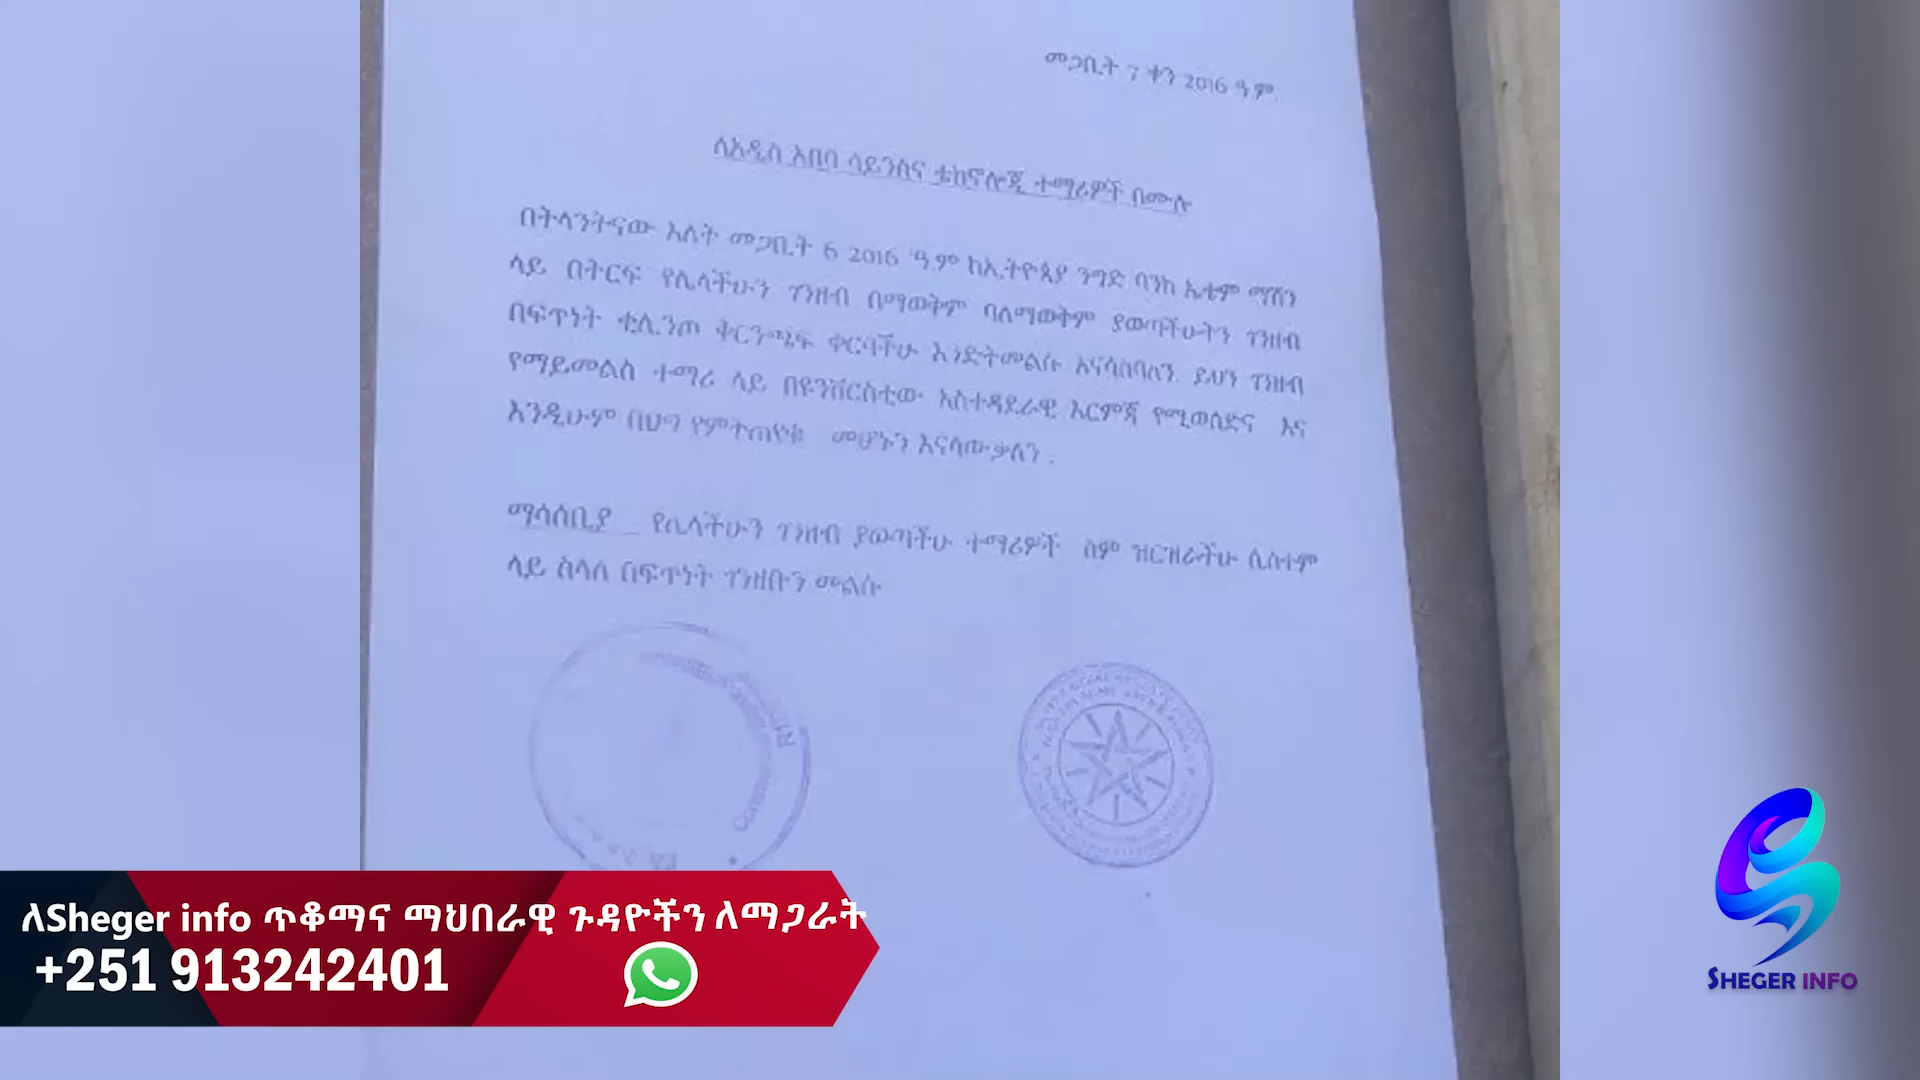 መጋቢት 7 ቀን 2016 ዓ.ም.
ለአዲስ አበባ ሳይንስና ቴክኖሎጂ ተማሪዎች በሙሉ
በትላንትናው እለት መጋቢት 6 2016 ዓ.ም ከኢትዮጲያ ንግድ ባንክ ኤቲም ማሽን
ላይ በትርፍ የሌላችሁን ገንዘብ በማወቅም ባለማወቅም ያወጣችሁትን ገንዘብ
በፍጥነት ቂሊንጦ ቅርንጫፍ ቀርባችሁ እንድትመልሱ እናሳስባለን. ይህን ገንዘብ
የማይመልስ ተማሪ ላይ በዩንቨርስቲው አስተዳደራዊ እርምጃ የሚወሰድና እና
እንዲሁም በህግ የምትጠየቁ መሆኑን እናሳውቃለን .
ማሳሰቢያ _ የሌላችሁን ገንዘብ ያወጣችሁ ተማሪዎች ስም ዝርዝራችሁ ሲስተም
ላይ ስላለ በፍጥነት ገንዘቡን መልሱ
ለSheger info ጥቆማና ማህበራዊ ጉዳዮችን ለማጋራት
+251 913242401
SHEGER INFO